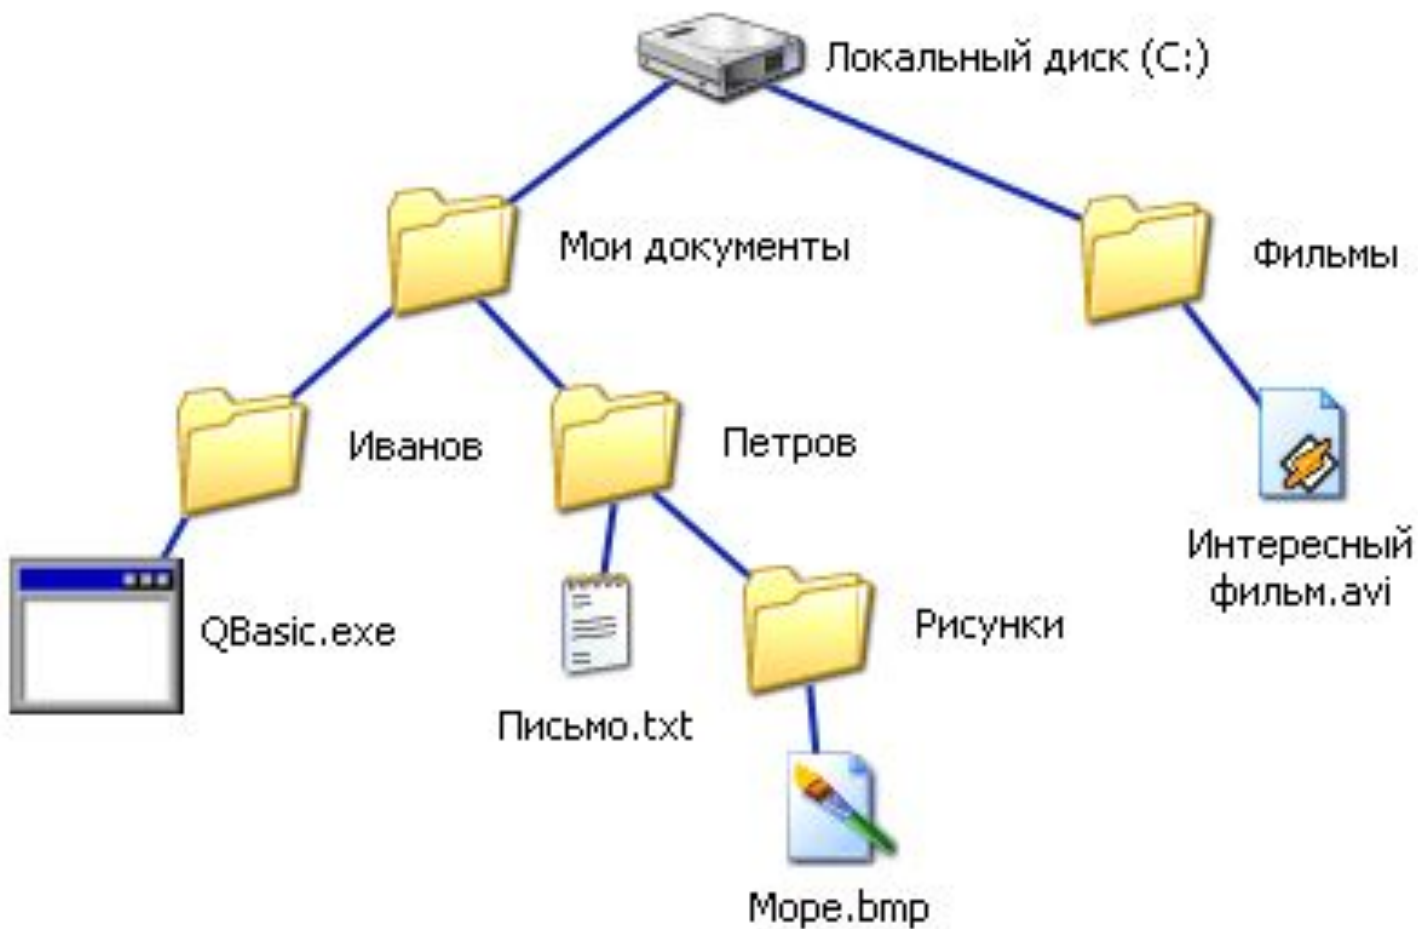 Локальный диск (C:)
Мои документы
Фильмы
Иванов
Петров
Интересный
фильм.avi
QBasic.exe
Рисунки
Письмо.txt
Море.bmp